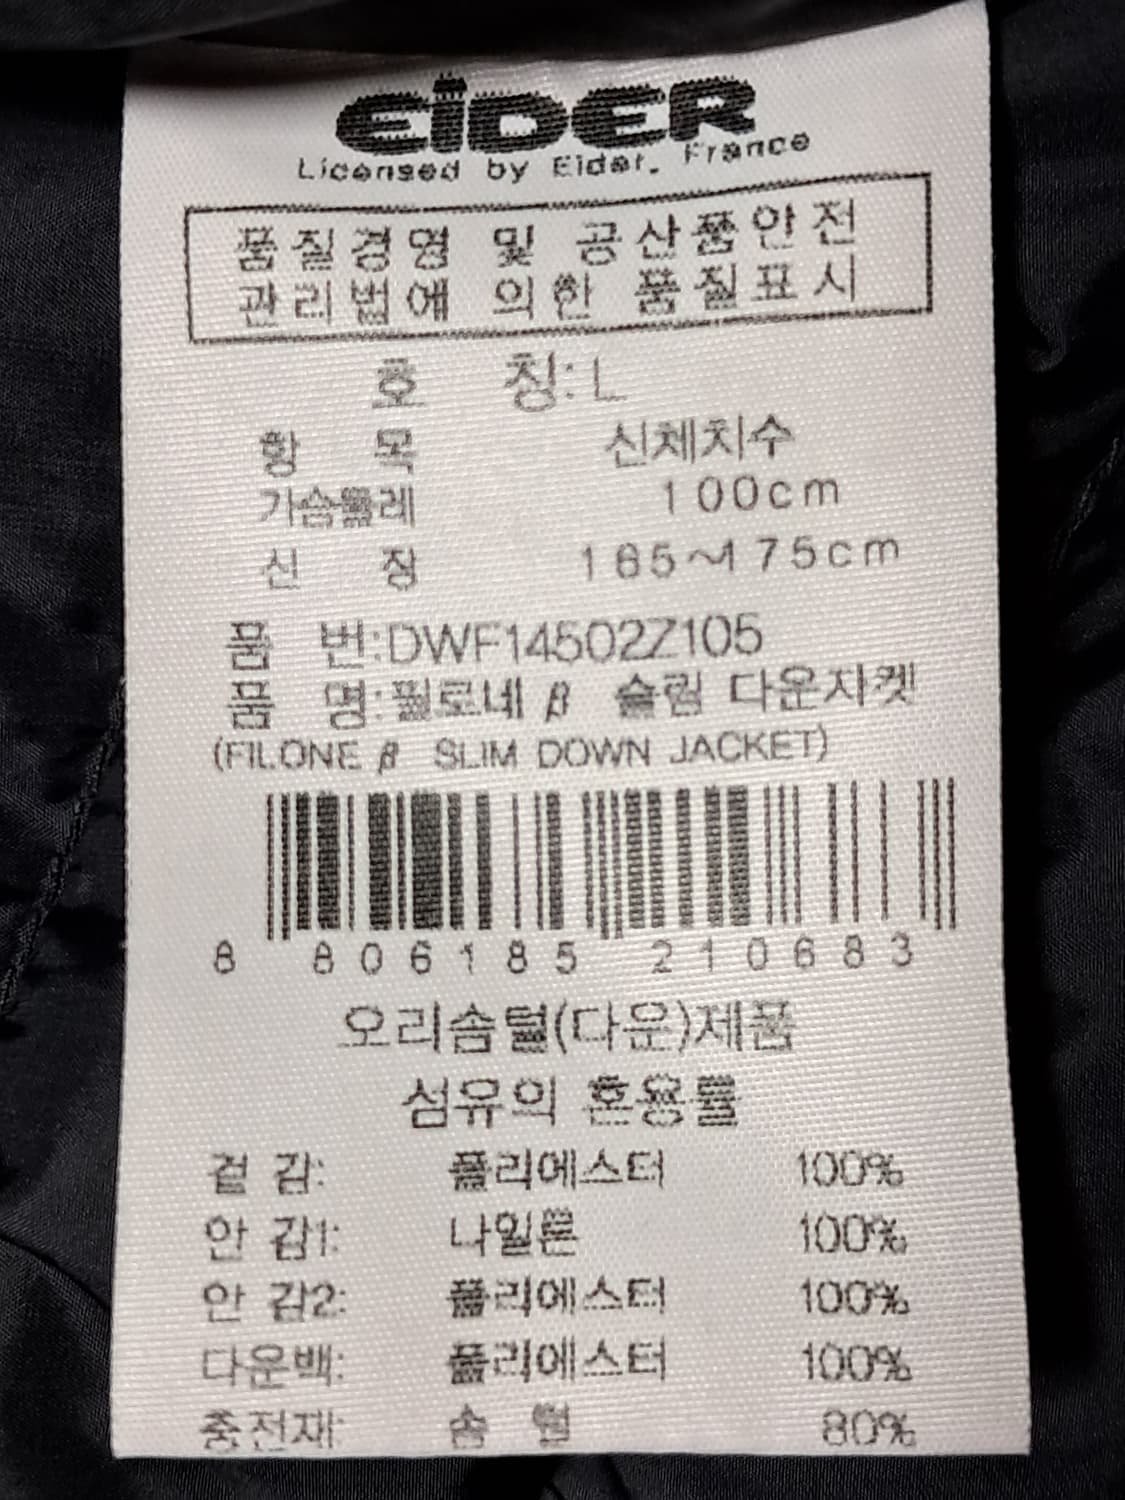 EiDER
Licensed by Eider. France
품질경영 및 공산품안전
관리법에 의한 품질표시
호 칭: L
항 목 신체치수
가슴둘레 100cm
신 장 165~175cm
품 번:DWF14502Z105
품 명:필로네 β 슬림 다운자켓
(FILONE β SLIM DOWN JACKET)
8 806185 210683
오리솜털(다운)제품
섬유의 혼용률
겉 감: 폴리에스터 100%
안 감1: 나일론 100%
안 감2: 폴리에스터 100%
다운백: 폴리에스터 100%
충전재: 솜 털 80%